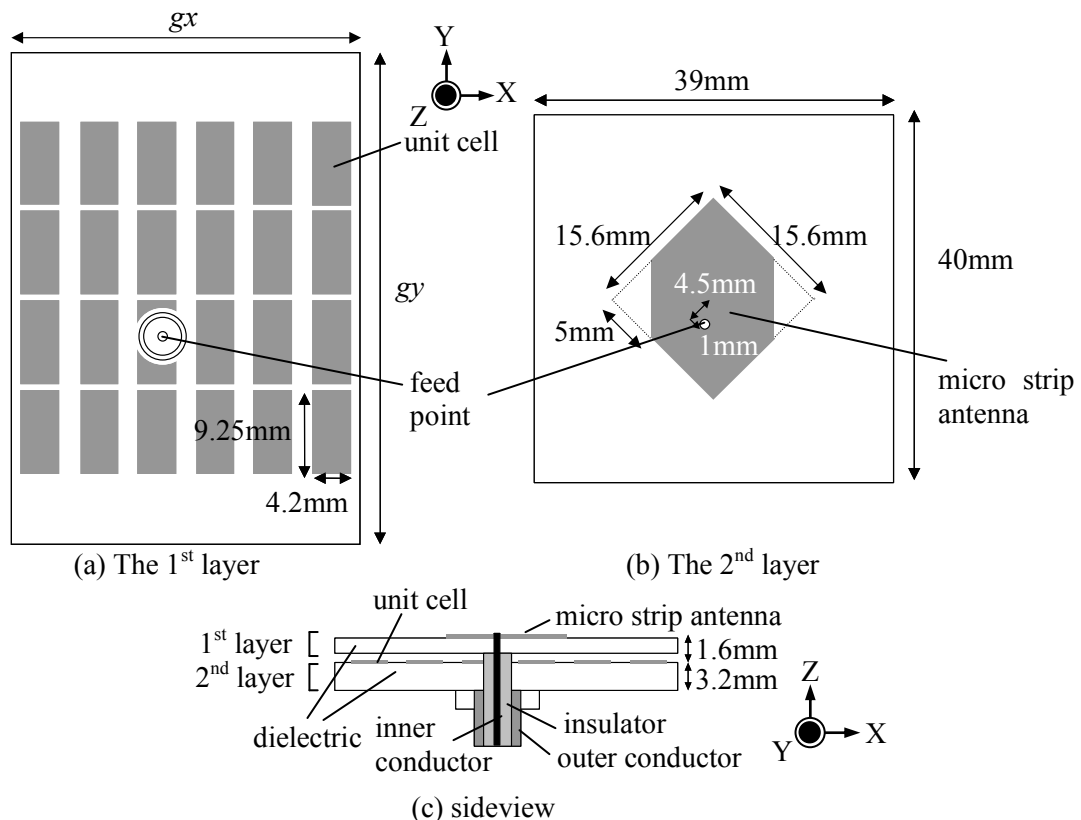 gx
Y
X
Z
unit cell
gy
feed
point
9.25mm
4.2mm
(a) The 1st layer
39mm
15.6mm
15.6mm
4.5mm
5mm
1mm
40mm
micro strip
antenna
(b) The 2nd layer
unit cell
micro strip antenna
1st layer
2nd layer
1.6mm
3.2mm
dielectric
inner
conductor
insulator
outer conductor
Z
Y
X
(c) sideview